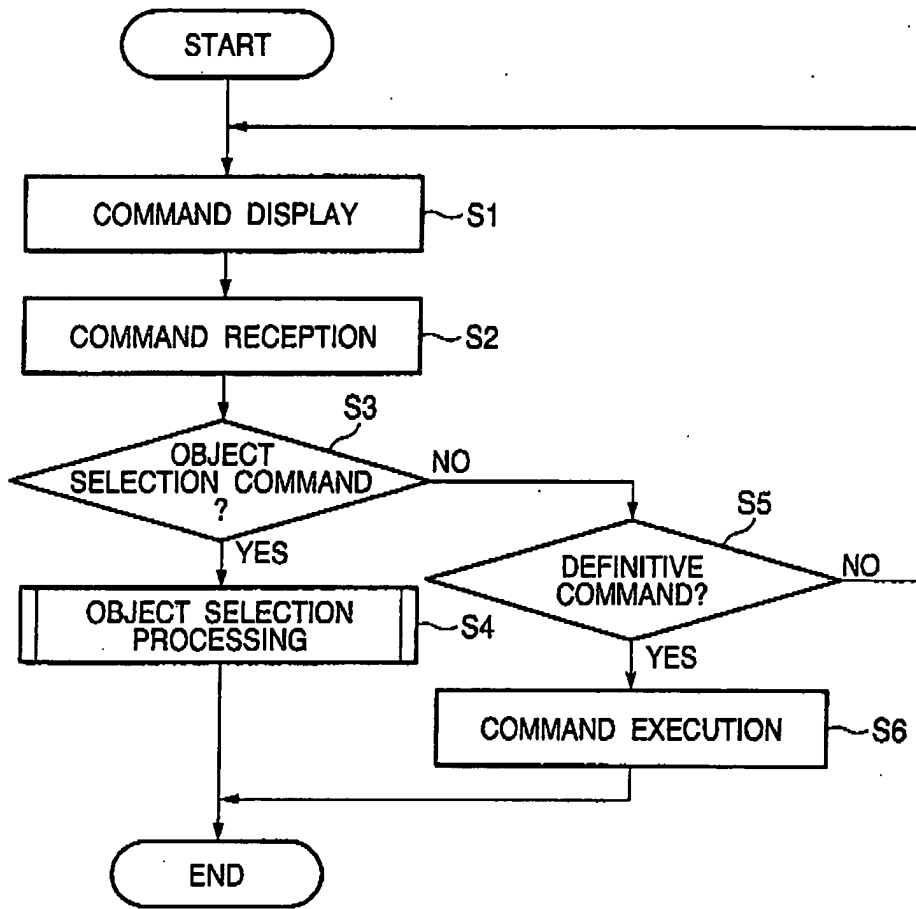 START
COMMAND DISPLAY
S1
COMMAND RECEPTION
S2
S3
OBJECT
SELECTION COMMAND
?
NO
YES
S5
DEFINITIVE
COMMAND?
NO
YES
OBJECT SELECTION
PROCESSING
S4
COMMAND EXECUTION
S6
END